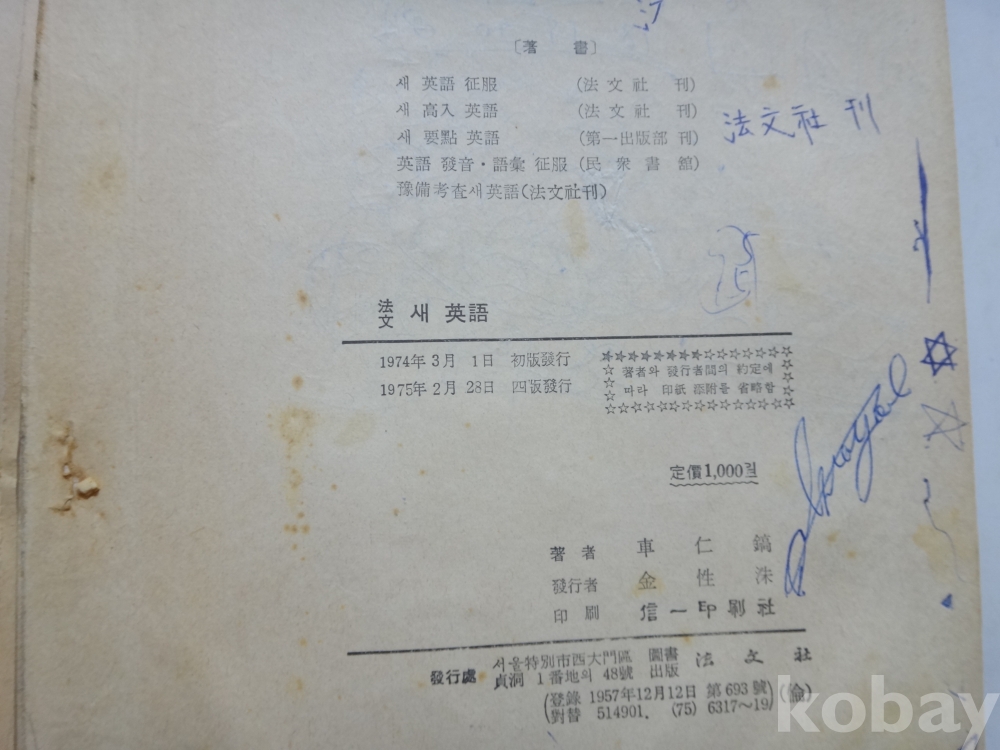 〔著 書〕
새 英語 征服 (法 文 社 刊)
새 高入 英語 (法 文 社 刊)
새 要點 英語 (第一出版部 刊)
法文社 刊
英語 發音·語彙 征服 (民 衆 書 館)
豫備考査새英語(法文社刊)
法文 새 英語
1974年 3月 1日 初版發行
1975年 2月 28日 四版發行
著者와 發行者間의 約定에
따라 印紙 添附를 省略함
定價1,000원
著 者 車 仁 鎬
發行者 金 性 洙
印 刷 信一印刷社
發行處 서울特別市西大門區 圖書 法 文 社
貞洞 1番地의 48號 出版
(登錄 1957年12月12日 第693號)
(對替 514901. (75) 6317~19)
kobay